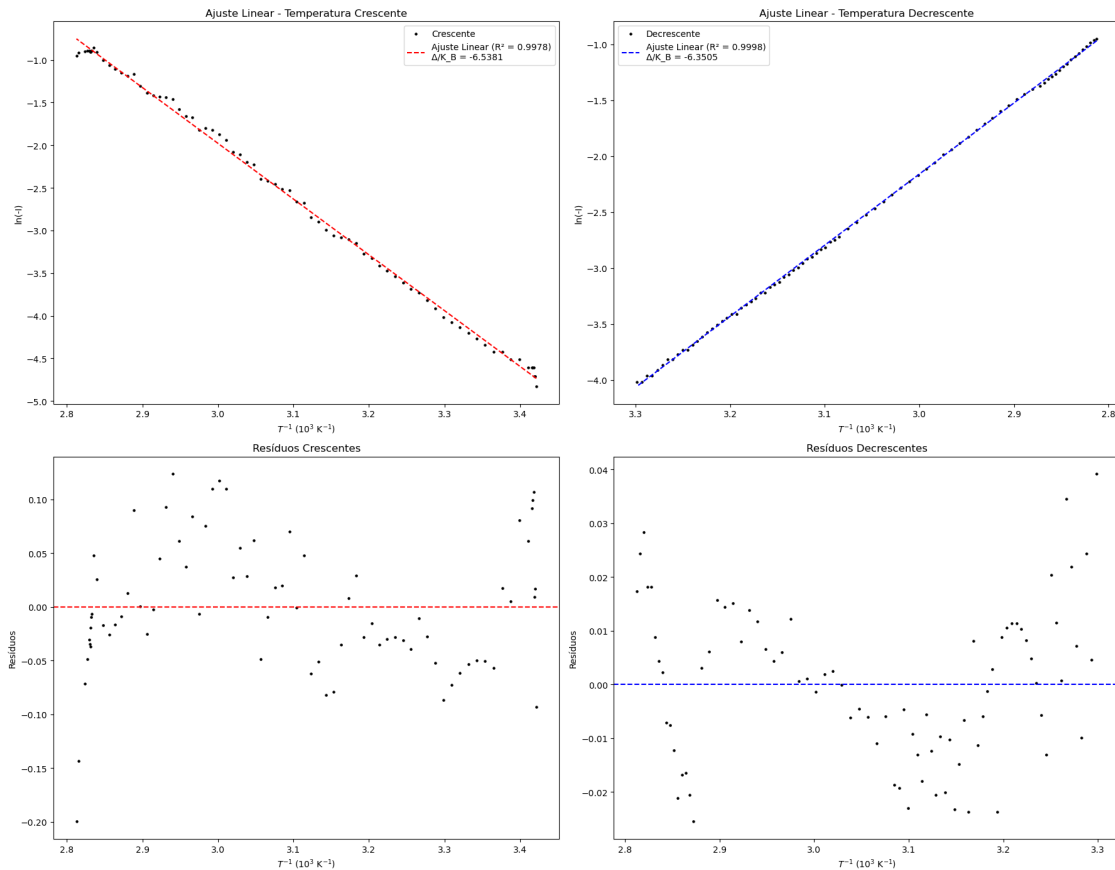 Ajuste Linear - Temperatura Crescente
Crescente
Ajuste Linear (R² = 0.9978)
Δ/K_B = -6.5381
−1.0
−1.5
−2.0
−2.5
−3.0
−3.5
−4.0
−4.5
−5.0
ln(-I)
2.8 2.9 3.0 3.1 3.2 3.3 3.4
T⁻¹ (10³ K⁻¹)
Ajuste Linear - Temperatura Decrescente
Decrescente
Ajuste Linear (R² = 0.9998)
Δ/K_B = -6.3505
−1.0
−1.5
−2.0
−2.5
−3.0
−3.5
−4.0
ln(-I)
3.3 3.2 3.1 3.0 2.9 2.8
T⁻¹ (10³ K⁻¹)
Resíduos Crescentes
0.10
0.05
0.00
−0.05
−0.10
−0.15
−0.20
Resíduos
2.8 2.9 3.0 3.1 3.2 3.3 3.4
T⁻¹ (10³ K⁻¹)
Resíduos Decrescentes
0.04
0.03
0.02
0.01
0.00
−0.01
−0.02
Resíduos
2.8 2.9 3.0 3.1 3.2 3.3
T⁻¹ (10³ K⁻¹)